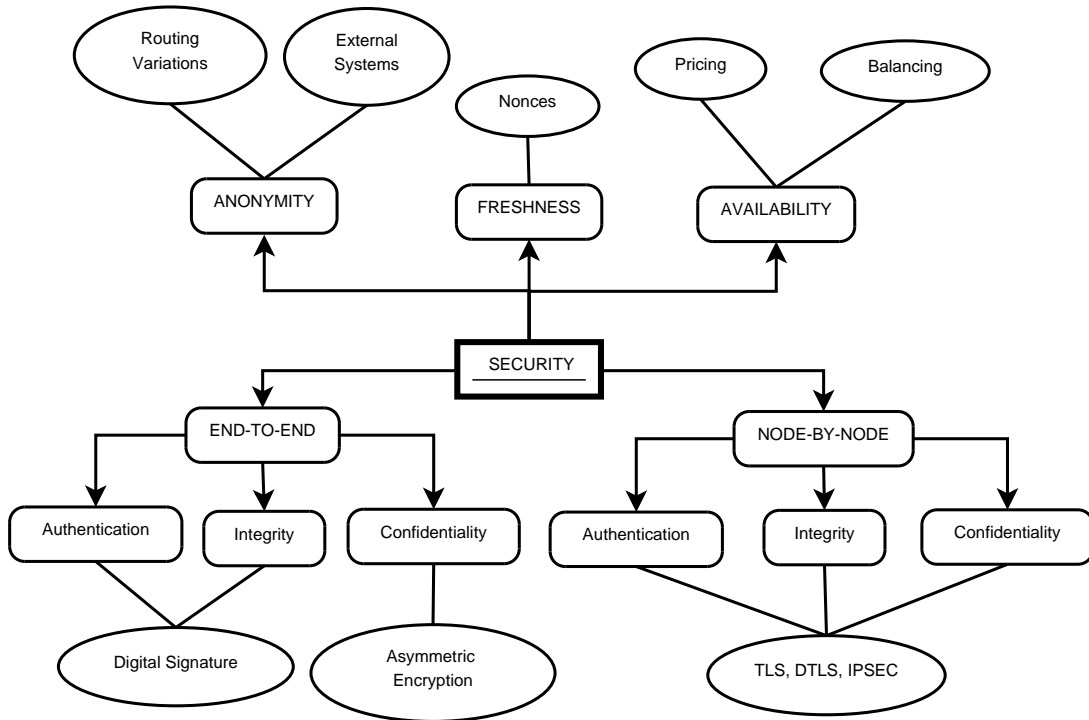 Routing
Variations
External
Systems
Nonces
Pricing
Balancing
ANONYMITY
FRESHNESS
AVAILABILITY
SECURITY
END-TO-END
NODE-BY-NODE
Authentication
Integrity
Confidentiality
Authentication
Integrity
Confidentiality
Digital Signature
Asymmetric
Encryption
TLS, DTLS, IPSEC